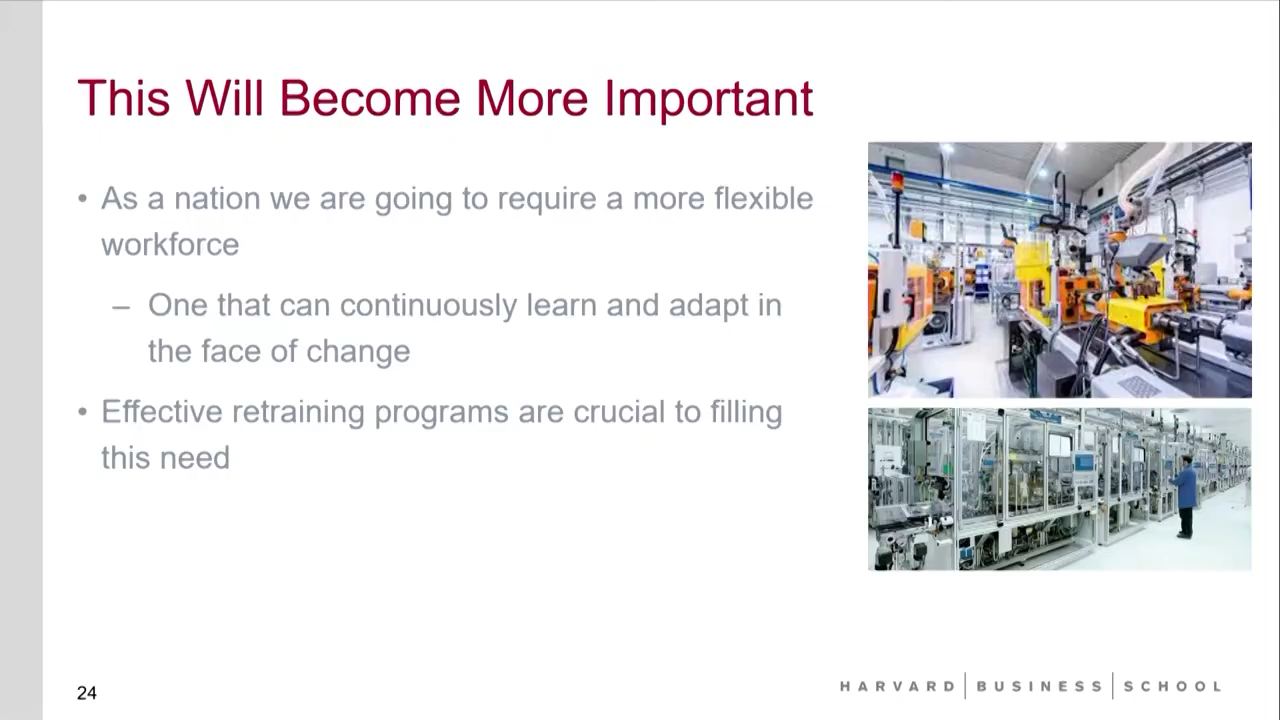 This Will Become More Important
• As a nation we are going to require a more flexible
workforce
– One that can continuously learn and adapt in
the face of change
• Effective retraining programs are crucial to filling
this need
24
HARVARD | BUSINESS | SCHOOL